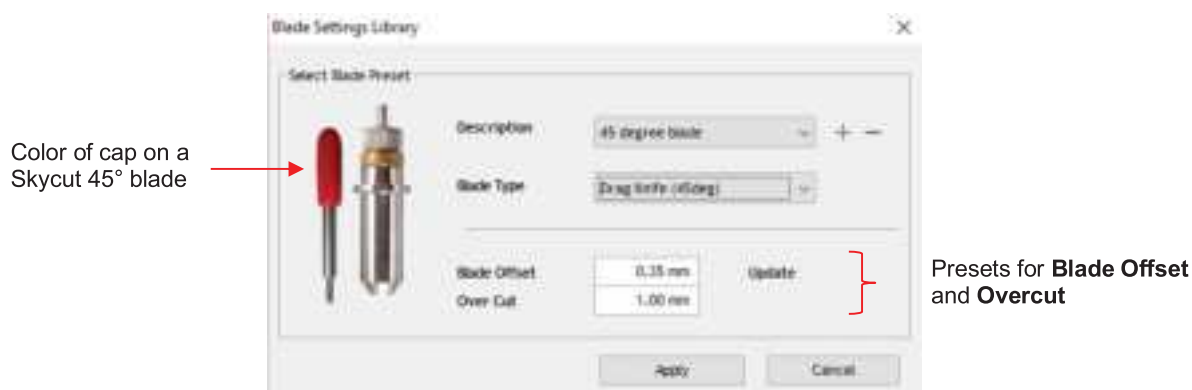 Blade Settings Library
Select Blade Preset
Color of cap on a
Skycut 45° blade
Description
45 degree blade
Blade Type
Drag Knife (45deg)
Blade Offset
0.35 mm
Update
Over Cut
1.00 mm
Presets for Blade Offset
and Overcut
Apply
Cancel